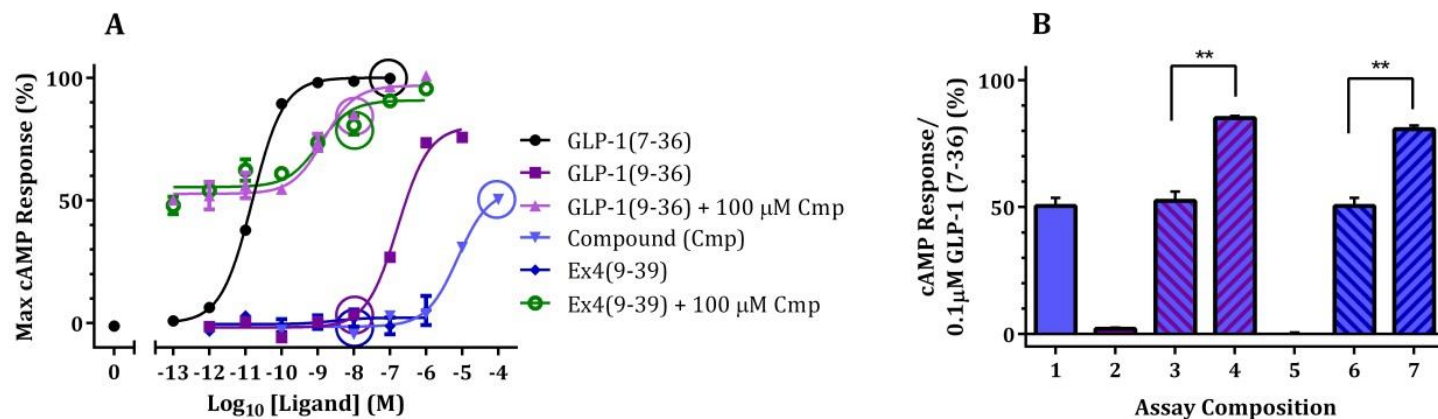 A
Max cAMP Response (%)
100
50
0
0 -13 -12 -11 -10 -9 -8 -7 -6 -5 -4
Log10 [Ligand] (M)
GLP-1(7-36)
GLP-1(9-36)
GLP-1(9-36) + 100 µM Cmp
Compound (Cmp)
Ex4(9-39)
Ex4(9-39) + 100 µM Cmp
B
cAMP Response/
0.1µM GLP-1 (7-36) (%)
100
50
0
** **
1 2 3 4 5 6 7
Assay Composition